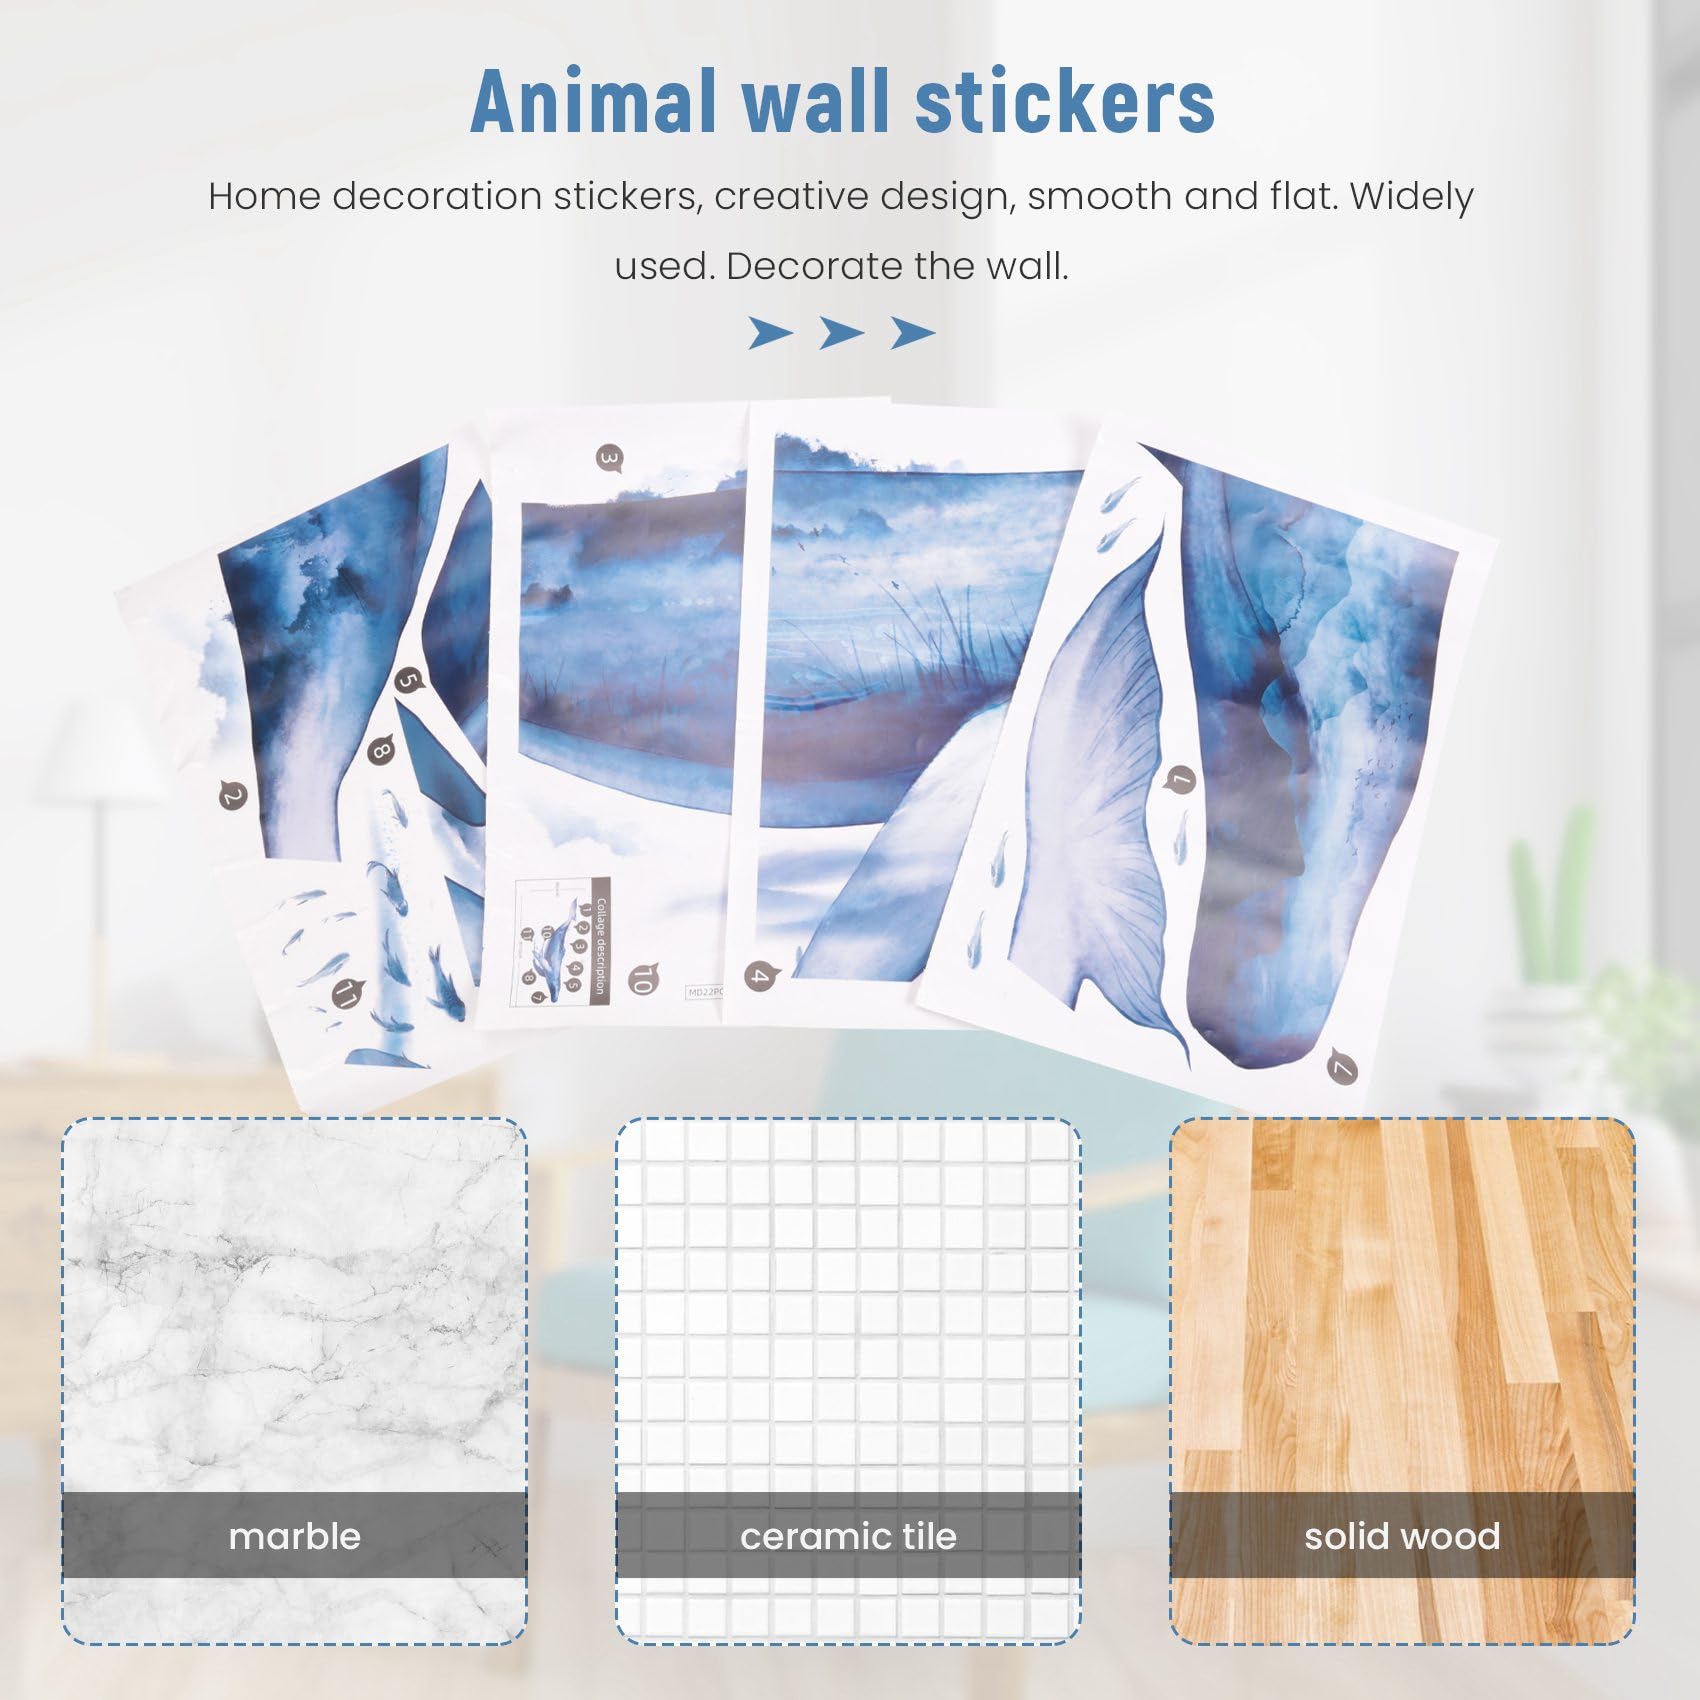 Animal wall stickers
Home decoration stickers, creative design, smooth and flat. Widely
used. Decorate the wall.
3
5
8
2
1
Collage description
1
2
3
4
5
10
11
8
7
11
10
4
7
marble
ceramic tile
solid wood